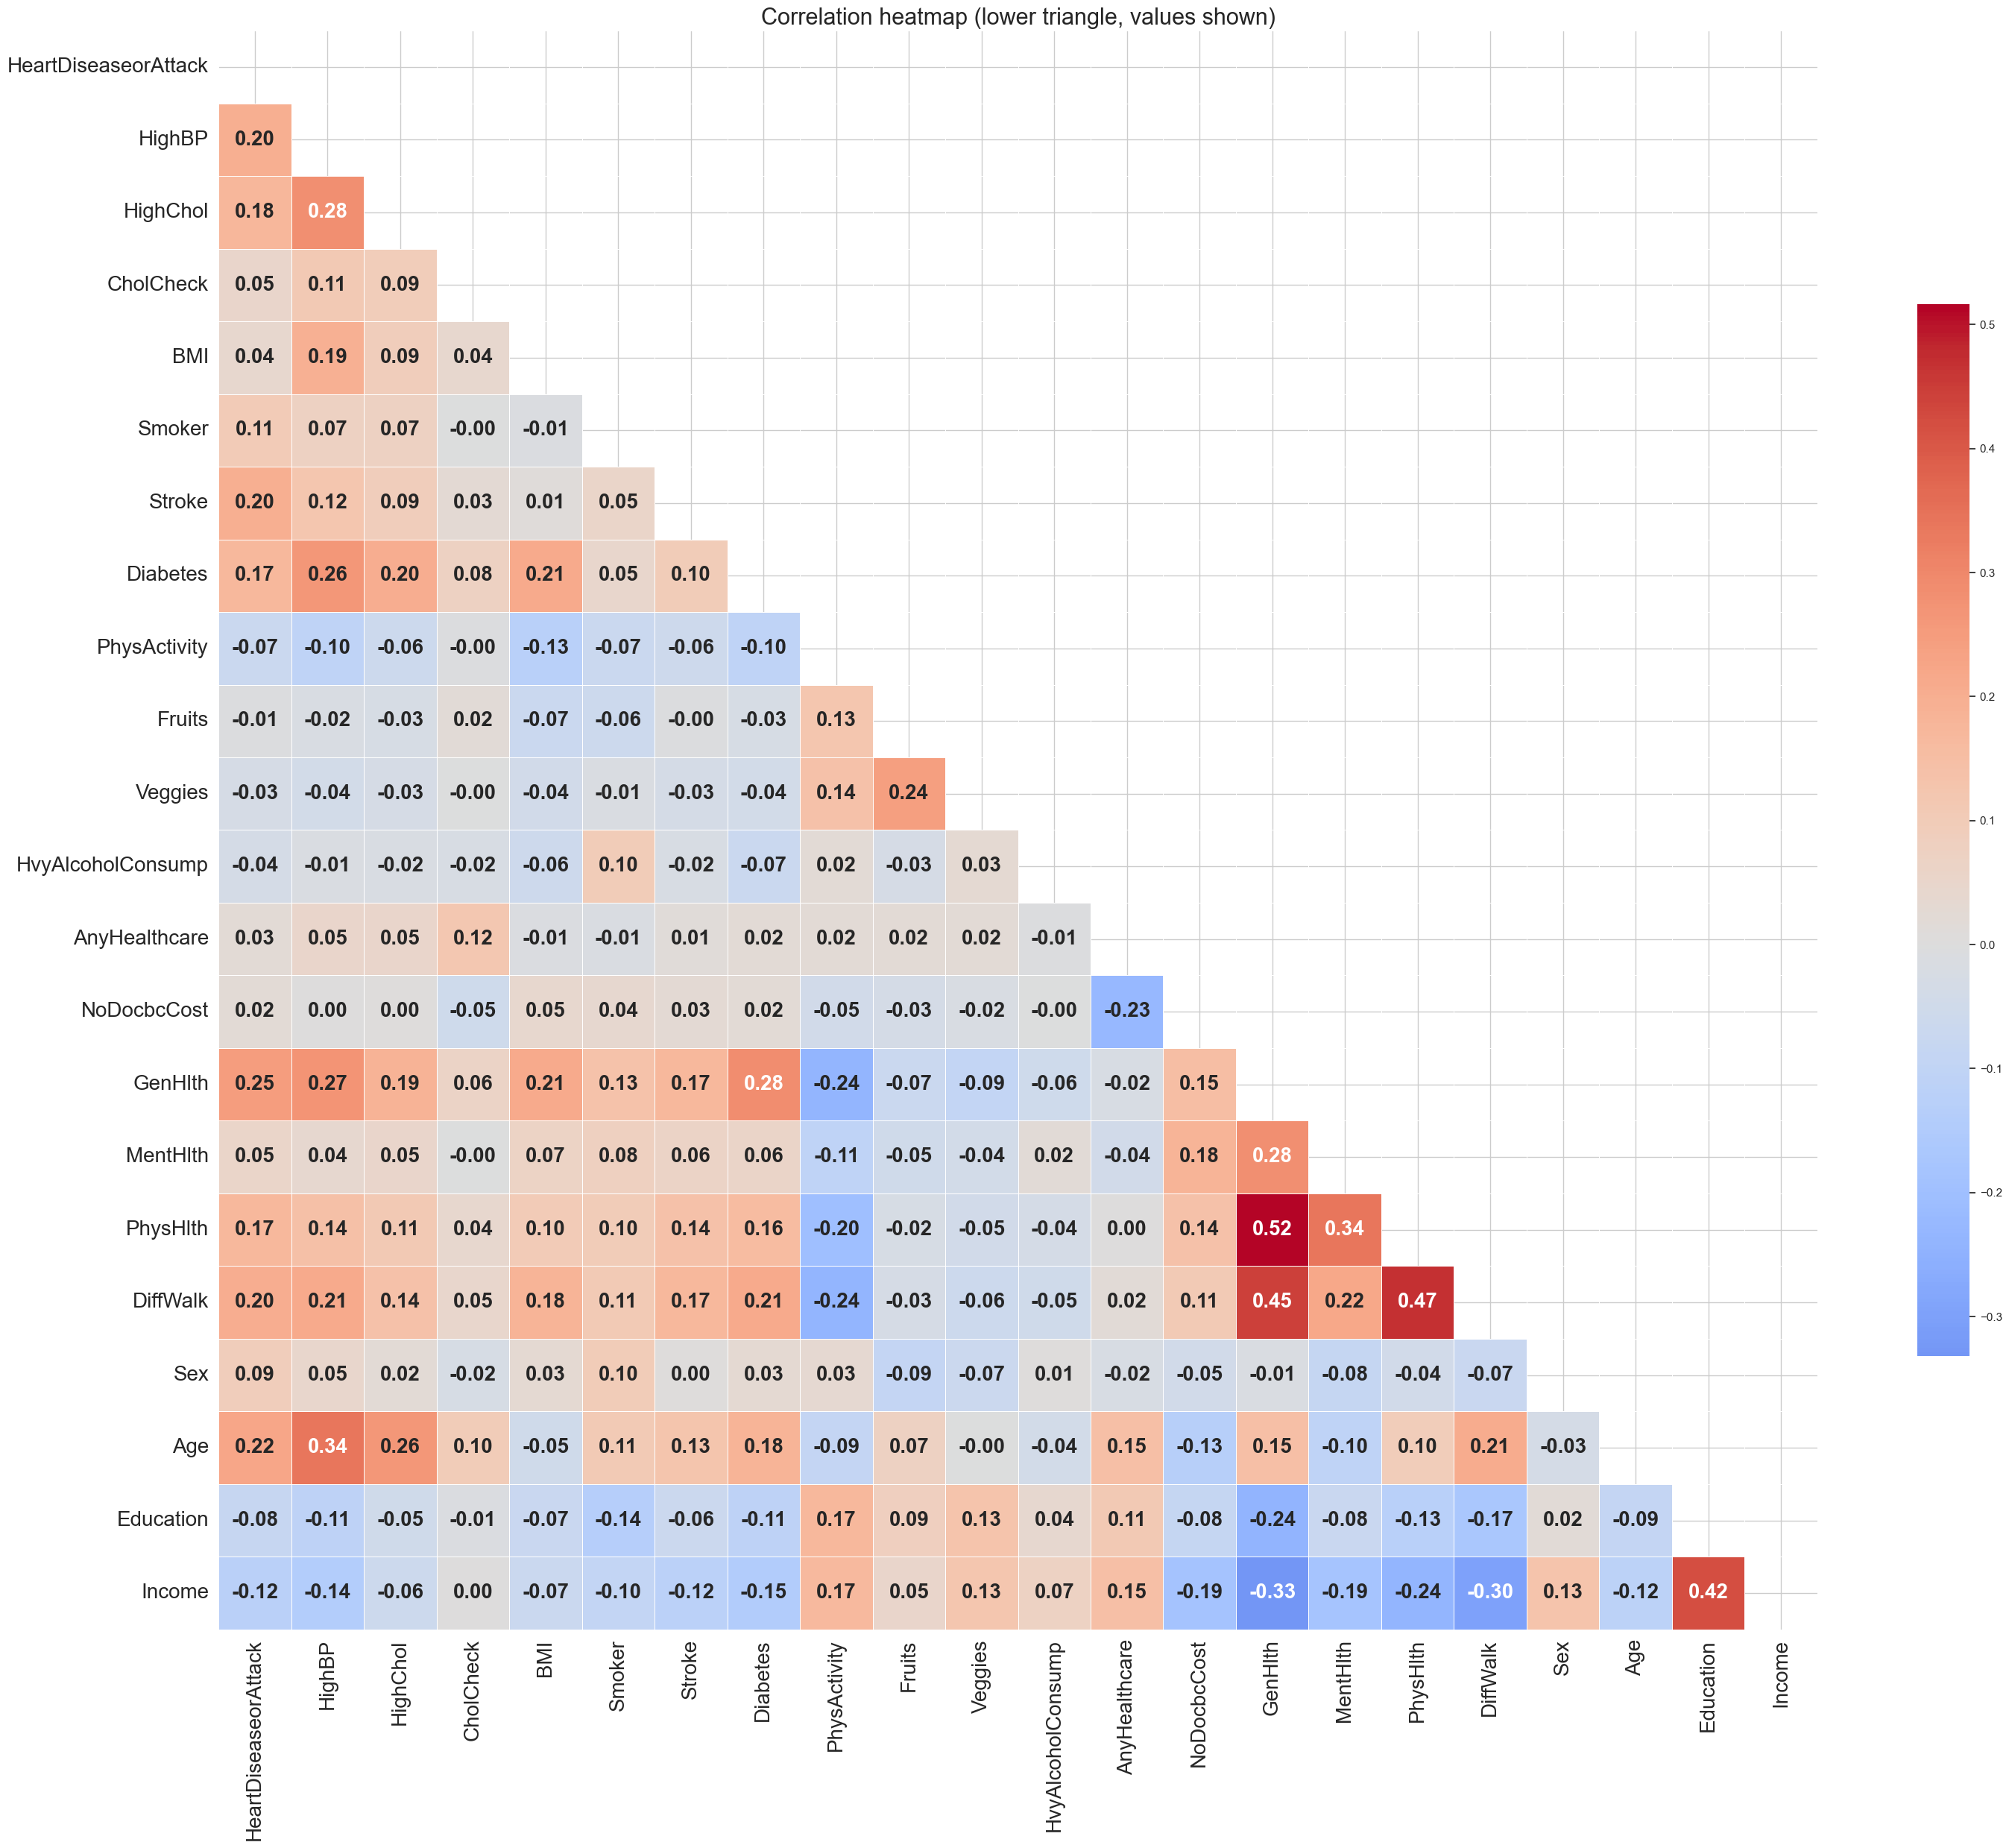 Correlation heatmap (lower triangle, values shown)
HeartDiseaseorAttack
HighBP 0.20
HighChol 0.18 0.28
CholCheck 0.05 0.11 0.09
BMI 0.04 0.19 0.09 0.04
Smoker 0.11 0.07 0.07 -0.00 -0.01
Stroke 0.20 0.12 0.09 0.03 0.01 0.05
Diabetes 0.17 0.26 0.20 0.08 0.21 0.05 0.10
PhysActivity -0.07 -0.10 -0.06 -0.00 -0.13 -0.07 -0.06 -0.10
Fruits -0.01 -0.02 -0.03 0.02 -0.07 -0.06 -0.00 -0.03 0.13
Veggies -0.03 -0.04 -0.03 -0.00 -0.04 -0.01 -0.03 -0.04 0.14 0.24
HvyAlcoholConsump -0.04 -0.01 -0.02 -0.02 -0.06 0.10 -0.02 -0.07 0.02 -0.03 0.03
AnyHealthcare 0.03 0.05 0.05 0.12 -0.01 -0.01 0.01 0.02 0.02 0.02 0.02 -0.01
NoDocbcCost 0.02 0.00 0.00 -0.05 0.05 0.04 0.03 0.02 -0.05 -0.03 -0.02 -0.00 -0.23
GenHlth 0.25 0.27 0.19 0.06 0.21 0.13 0.17 0.28 -0.24 -0.07 -0.09 -0.06 -0.02 0.15
MentHlth 0.05 0.04 0.05 -0.00 0.07 0.08 0.06 0.06 -0.11 -0.05 -0.04 0.02 -0.04 0.18 0.28
PhysHlth 0.17 0.14 0.11 0.04 0.10 0.10 0.14 0.16 -0.20 -0.02 -0.05 -0.04 0.00 0.14 0.52 0.34
DiffWalk 0.20 0.21 0.14 0.05 0.18 0.11 0.17 0.21 -0.24 -0.03 -0.06 -0.05 0.02 0.11 0.45 0.22 0.47
Sex 0.09 0.05 0.02 -0.02 0.03 0.10 0.00 0.03 0.03 -0.09 -0.07 0.01 -0.02 -0.05 -0.01 -0.08 -0.04 -0.07
Age 0.22 0.34 0.26 0.10 -0.05 0.11 0.13 0.18 -0.09 0.07 -0.00 -0.04 0.15 -0.13 0.15 -0.10 0.10 0.21 -0.03
Education -0.08 -0.11 -0.05 -0.01 -0.07 -0.14 -0.06 -0.11 0.17 0.09 0.13 0.04 0.11 -0.08 -0.24 -0.08 -0.13 -0.17 0.02 -0.09
Income -0.12 -0.14 -0.06 0.00 -0.07 -0.10 -0.12 -0.15 0.17 0.05 0.13 0.07 0.15 -0.19 -0.33 -0.19 -0.24 -0.30 0.13 -0.12 0.42
HeartDiseaseorAttack
HighBP
HighChol
CholCheck
BMI
Smoker
Stroke
Diabetes
PhysActivity
Fruits
Veggies
HvyAlcoholConsump
AnyHealthcare
NoDocbcCost
GenHlth
MentHlth
PhysHlth
DiffWalk
Sex
Age
Education
Income
0.5
0.4
0.3
0.2
0.1
0.0
−0.1
−0.2
−0.3